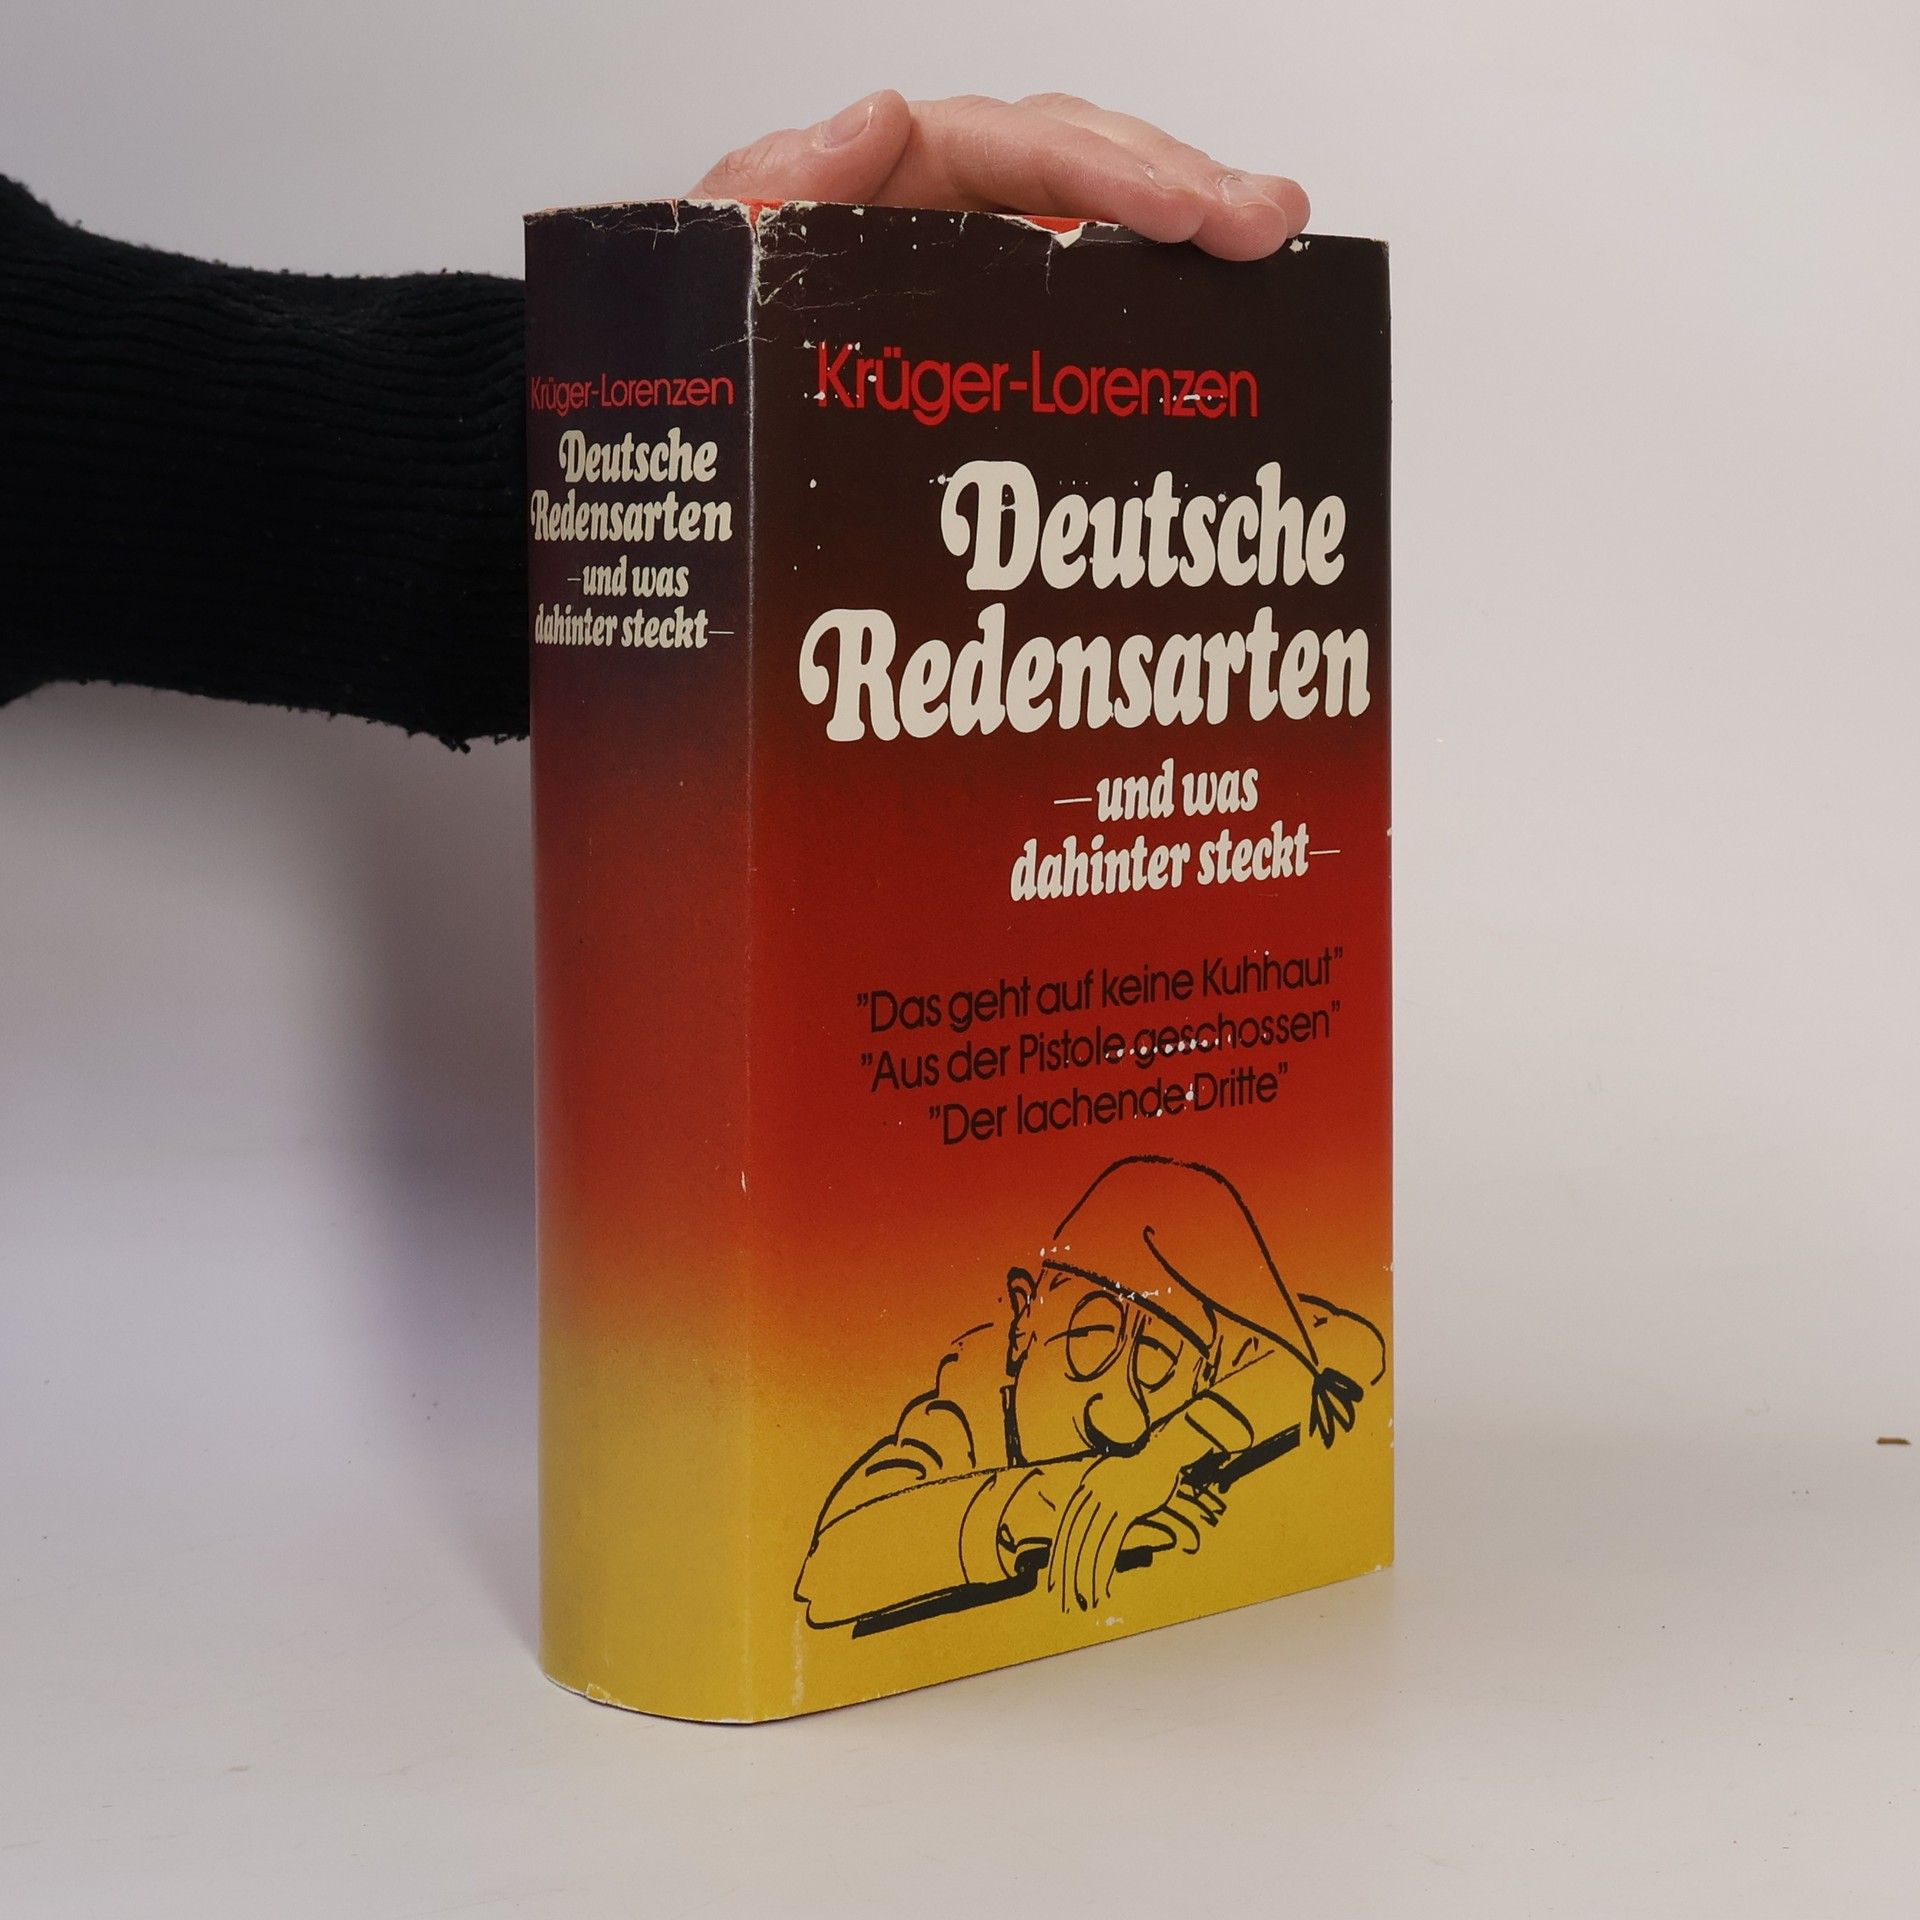 Krüger-Lorenzen
Deutsche
Redensarten
—und was
dahinter steckt—
Krüger-Lorenzen
Deutsche
Redensarten
—und was
dahinter steckt—
"Das geht auf keine Kuhhaut"
"Aus der Pistole geschossen"
"Der lachende Dritte"